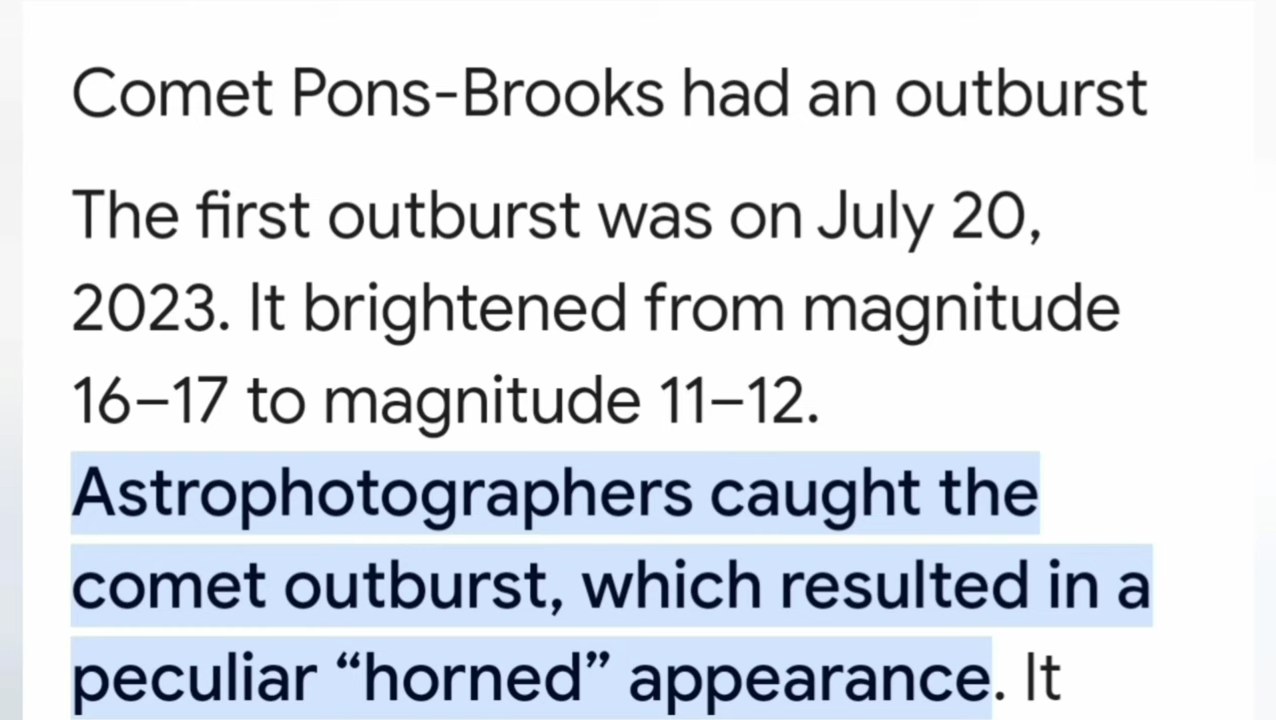 Comet Pons-Brooks had an outburst
The first outburst was on July 20,
2023. It brightened from magnitude
16–17 to magnitude 11–12.
Astrophotographers caught the
comet outburst, which resulted in a
peculiar “horned” appearance. It